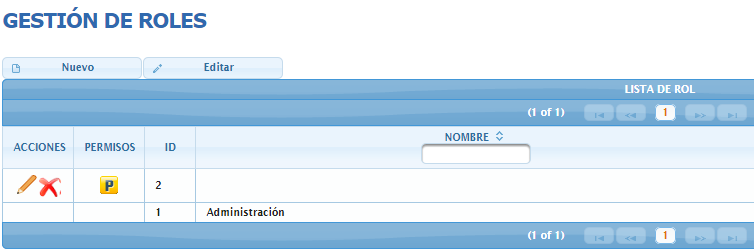 GESTIÓN DE ROLES
Nuevo Editar
LISTA DE ROL
(1 of 1) 1
ACCIONES PERMISOS ID NOMBRE
P 2
1 Administración
(1 of 1) 1